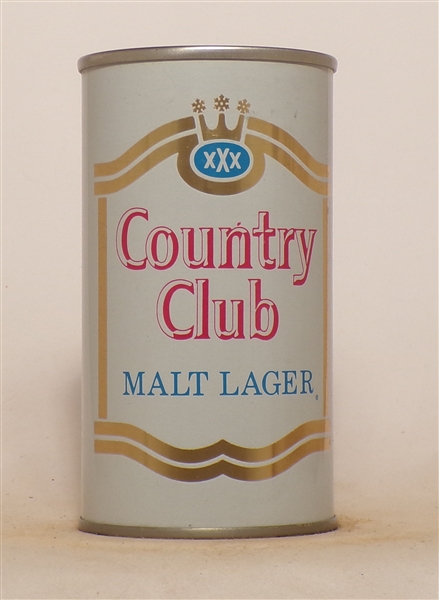 xXx
Country
Club
MALT LAGER